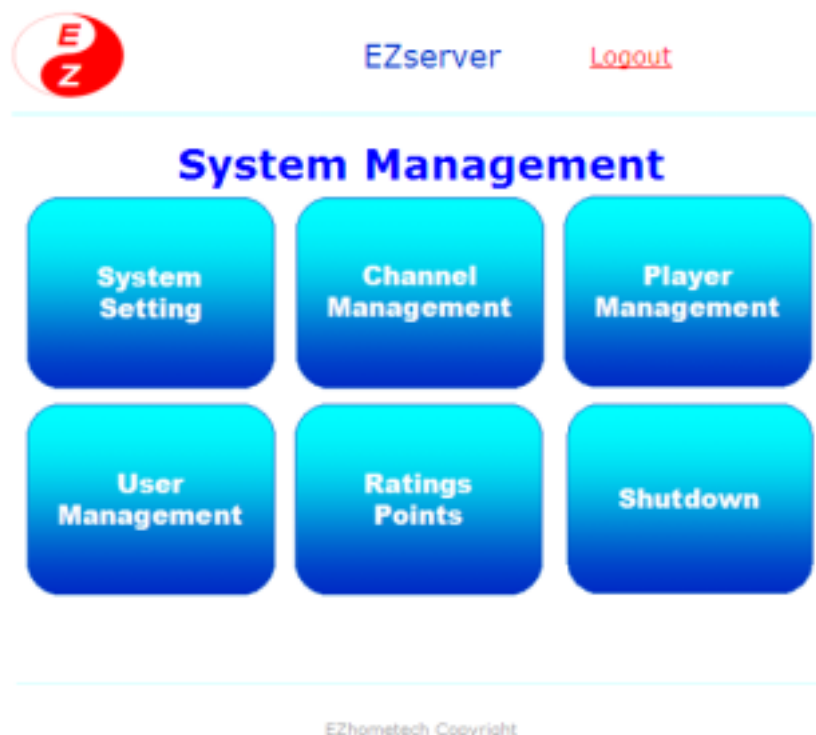 E
Z
EZserver Logout
System Management
System
Setting
Channel
Management
Player
Management
User
Management
Ratings
Points
Shutdown
EZhometech Copyright